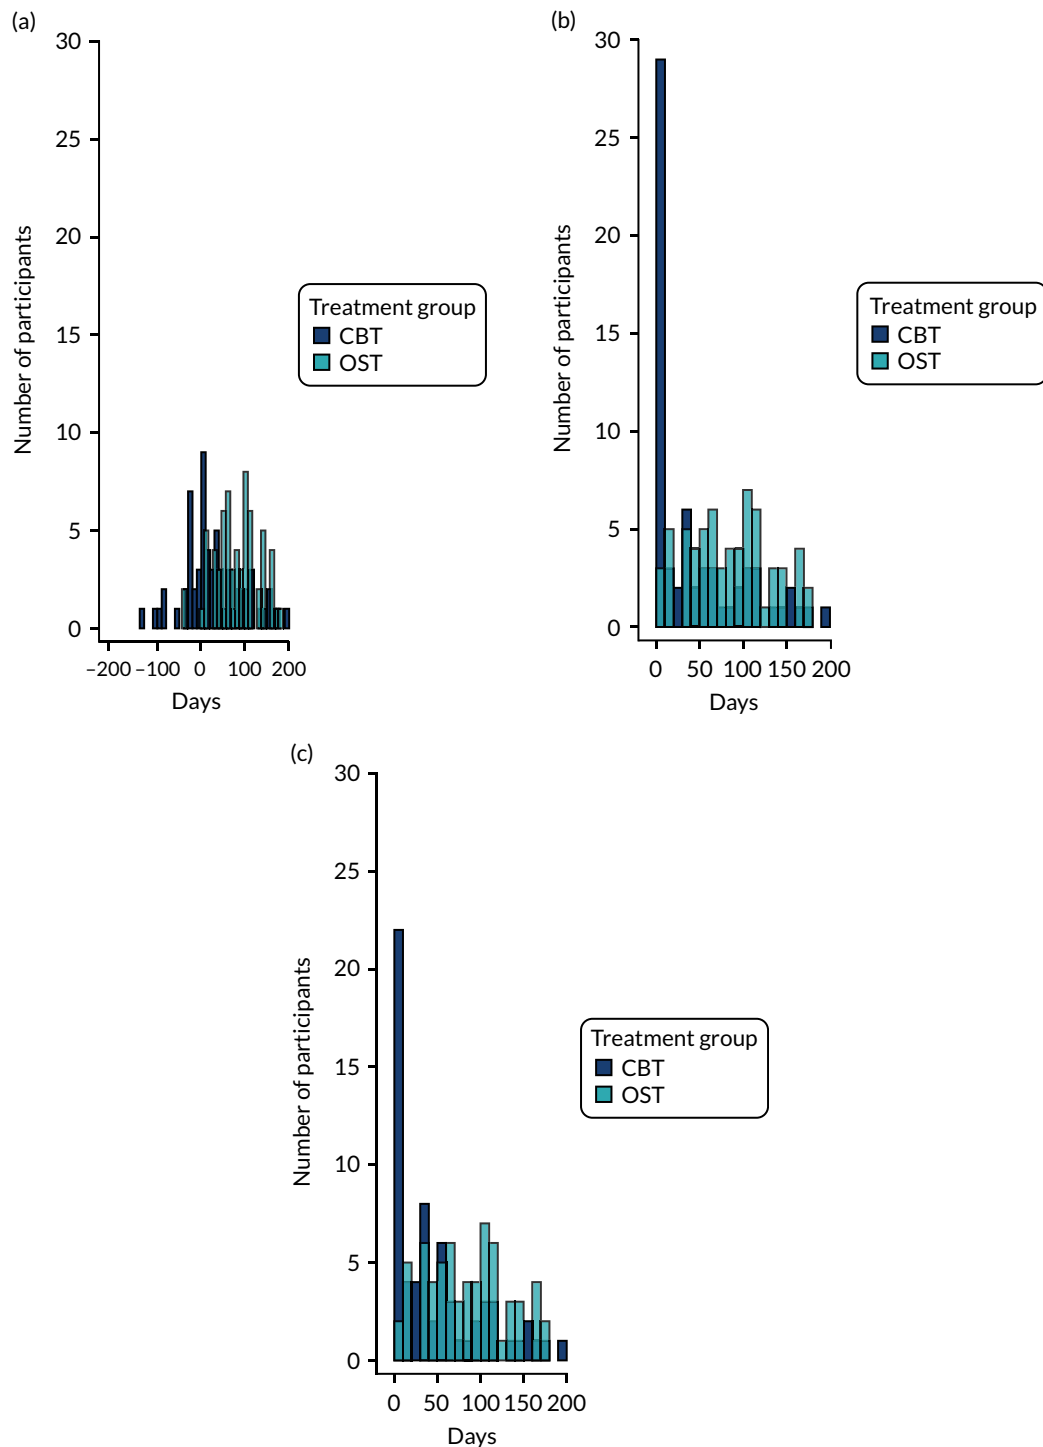 (a)
30
25
20
15
10
5
0
Number of participants
−200 −100 0 100 200
Days
Treatment group
CBT
OST
(b)
30
25
20
15
10
5
0
Number of participants
0 50 100 150 200
Days
Treatment group
CBT
OST
(c)
30
25
20
15
10
5
0
Number of participants
0 50 100 150 200
Days
Treatment group
CBT
OST